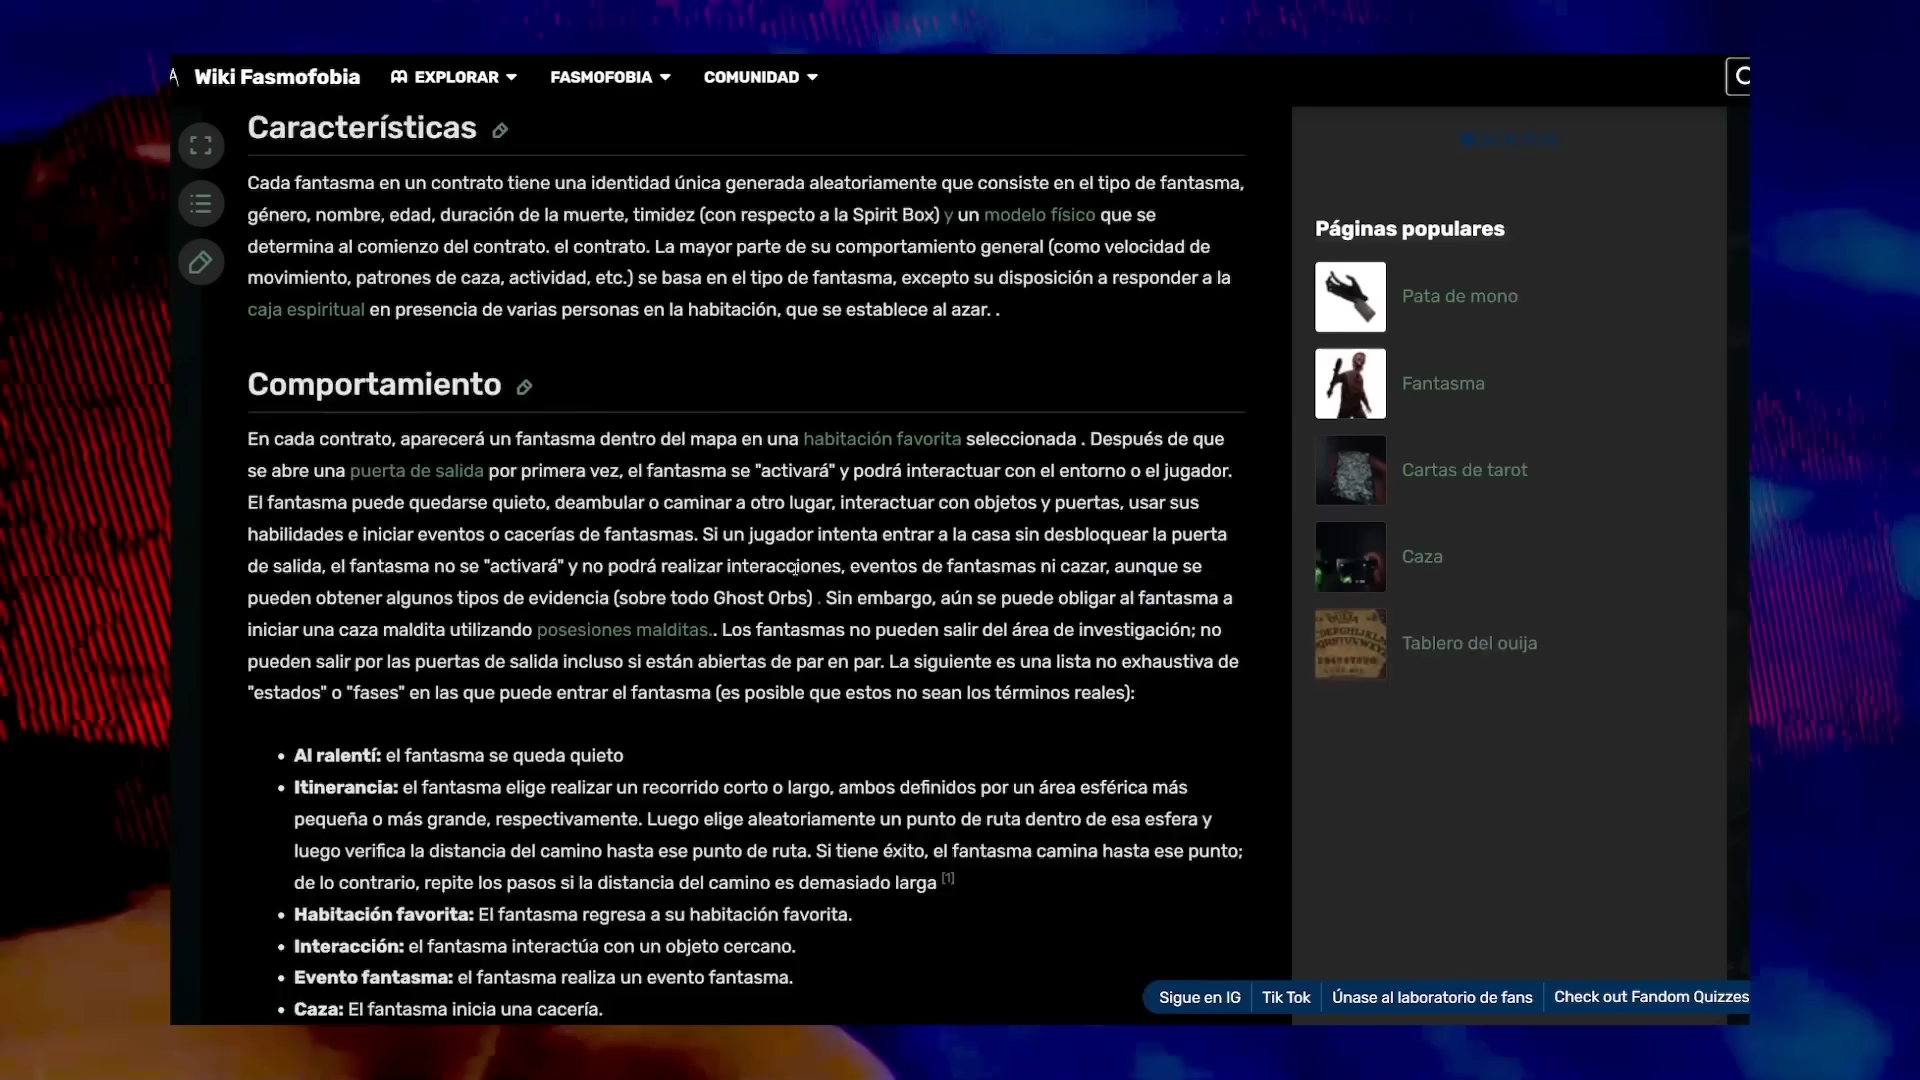 Wiki Fasmofobia EXPLORAR FASMOFOBIA COMUNIDAD
Características
Cada fantasma en un contrato tiene una identidad única generada aleatoriamente que consiste en el tipo de fantasma,
género, nombre, edad, duración de la muerte, timidez (con respecto a la Spirit Box) y un modelo físico que se
determina al comienzo del contrato. el contrato. La mayor parte de su comportamiento general (como velocidad de
movimiento, patrones de caza, actividad, etc.) se basa en el tipo de fantasma, excepto su disposición a responder a la
caja espiritual en presencia de varias personas en la habitación, que se establece al azar. .
Comportamiento
En cada contrato, aparecerá un fantasma dentro del mapa en una habitación favorita seleccionada . Después de que
se abre una puerta de salida por primera vez, el fantasma se "activará" y podrá interactuar con el entorno o el jugador.
El fantasma puede quedarse quieto, deambular o caminar a otro lugar, interactuar con objetos y puertas, usar sus
habilidades e iniciar eventos o cacerías de fantasmas. Si un jugador intenta entrar a la casa sin desbloquear la puerta
de salida, el fantasma no se "activará" y no podrá realizar interacciones, eventos de fantasmas ni cazar, aunque se
pueden obtener algunos tipos de evidencia (sobre todo Ghost Orbs) . Sin embargo, aún se puede obligar al fantasma a
iniciar una caza maldita utilizando posesiones malditas.. Los fantasmas no pueden salir del área de investigación; no
pueden salir por las puertas de salida incluso si están abiertas de par en par. La siguiente es una lista no exhaustiva de
"estados" o "fases" en las que puede entrar el fantasma (es posible que estos no sean los términos reales):
• Al ralentí: el fantasma se queda quieto
• Itinerancia: el fantasma elige realizar un recorrido corto o largo, ambos definidos por un área esférica más
pequeña o más grande, respectivamente. Luego elige aleatoriamente un punto de ruta dentro de esa esfera y
luego verifica la distancia del camino hasta ese punto de ruta. Si tiene éxito, el fantasma camina hasta ese punto;
de lo contrario, repite los pasos si la distancia del camino es demasiado larga [1]
• Habitación favorita: El fantasma regresa a su habitación favorita.
• Interacción: el fantasma interactúa con un objeto cercano.
• Evento fantasma: el fantasma realiza un evento fantasma.
• Caza: El fantasma inicia una cacería.
Páginas populares
Pata de mono
Fantasma
Cartas de tarot
Caza
Tablero del ouija
Sigue en IG Tik Tok Únase al laboratorio de fans Check out Fandom Quizzes